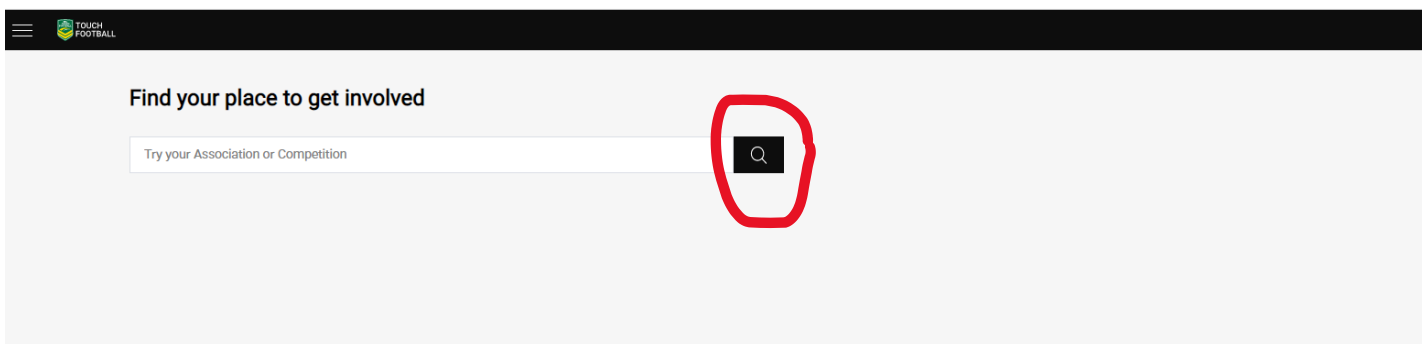 TOUCH
FOOTBALL
Find your place to get involved
Try your Association or Competition